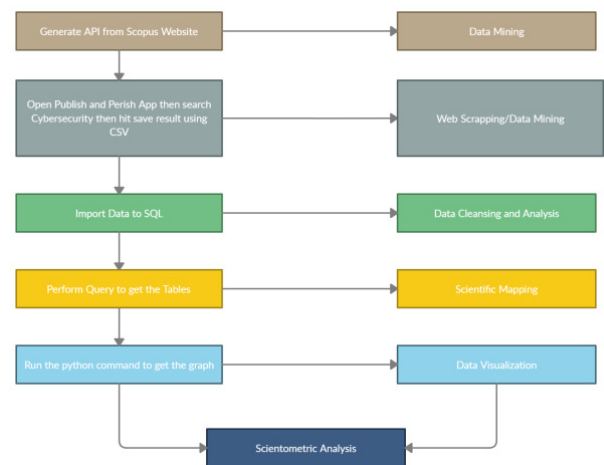 Generate API from Scopus Website
Data Mining
Open Publish and Perish App then search
Cybersecurity then hit save result using
CSV
Web Scrapping/Data Mining
Import Data to SQL
Data Cleansing and Analysis
Perform Query to get the Tables
Scientific Mapping
Run the python command to get the graph
Data Visualization
Scientometric Analysis